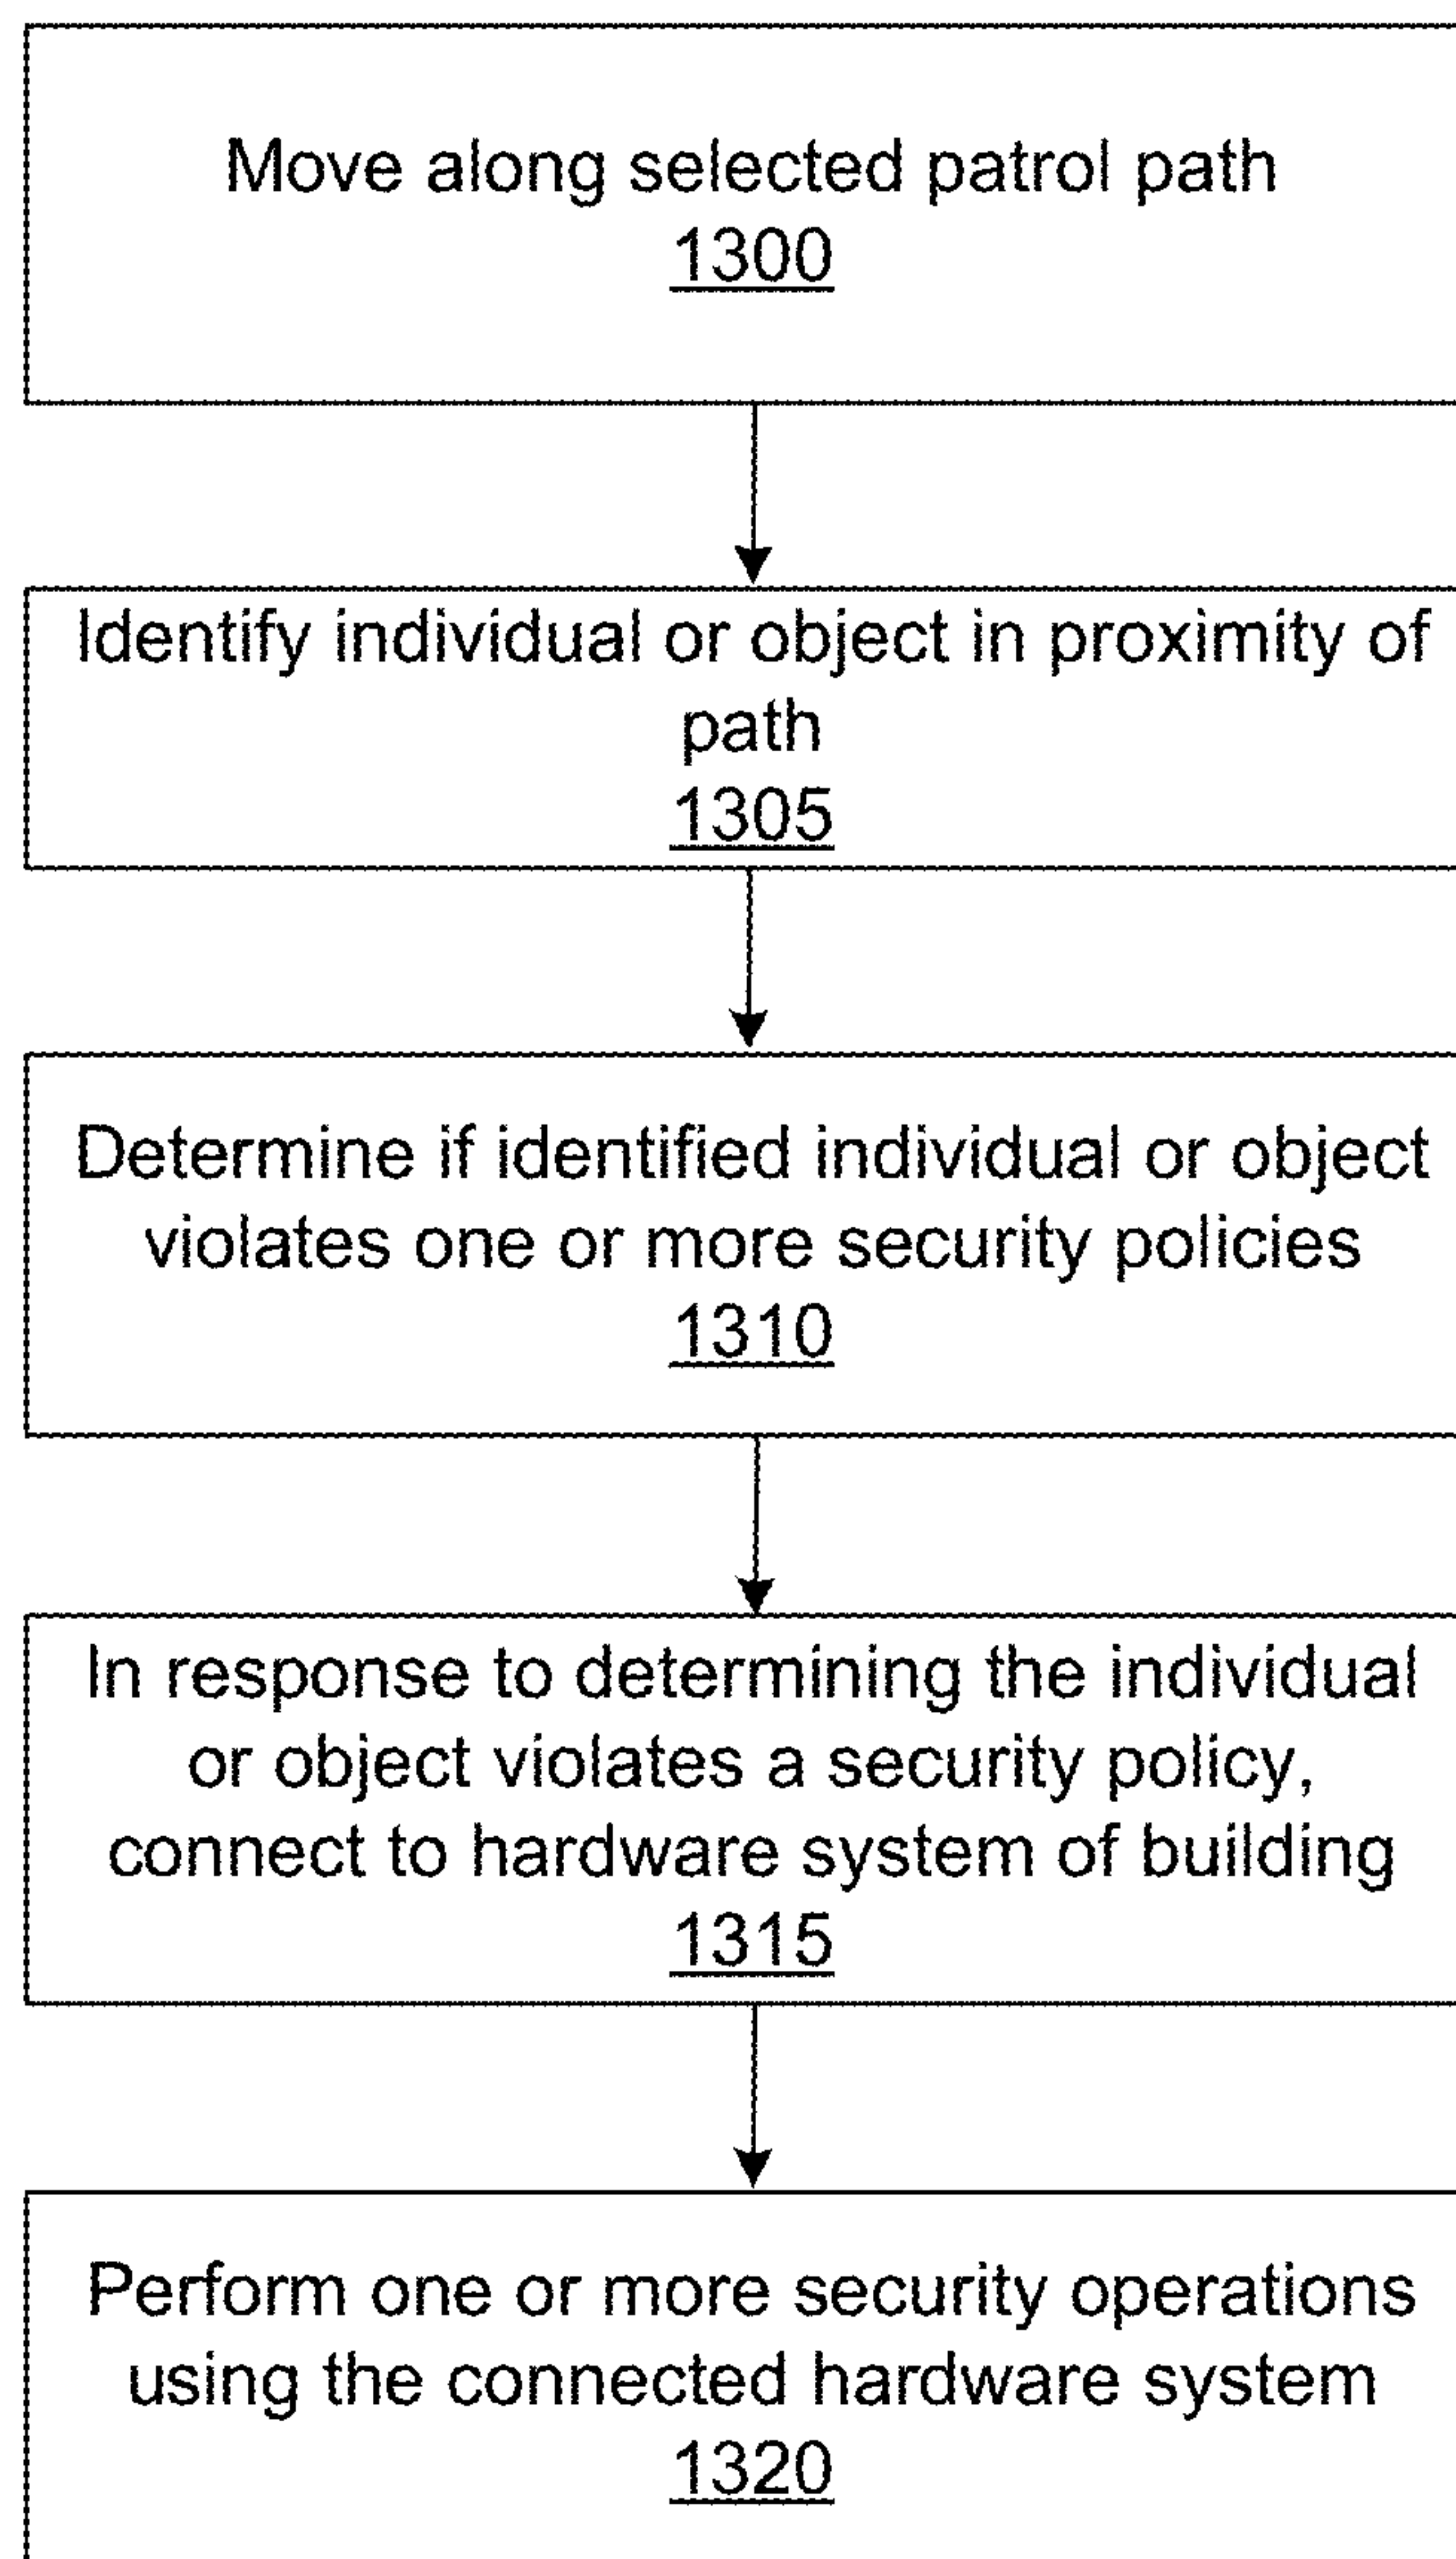 Move along selected patrol path
1300
Identify individual or object in proximity of
path
1305
Determine if identified individual or object
violates one or more security policies
1310
In response to determining the individual
or object violates a security policy,
connect to hardware system of building
1315
Perform one or more security operations
using the connected hardware system
1320